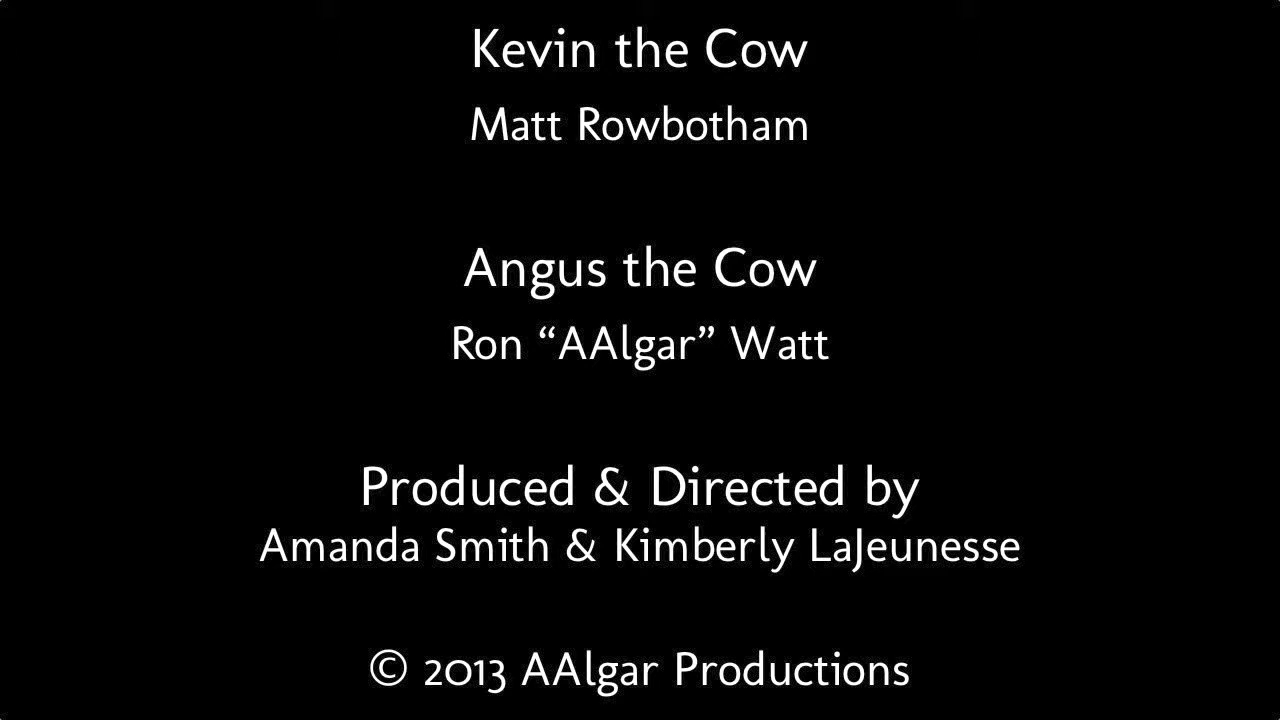 Kevin the Cow
Matt Rowbotham
Angus the Cow
Ron “AAlgar” Watt
Produced & Directed by
Amanda Smith & Kimberly LaJeunesse
© 2013 AAlgar Productions